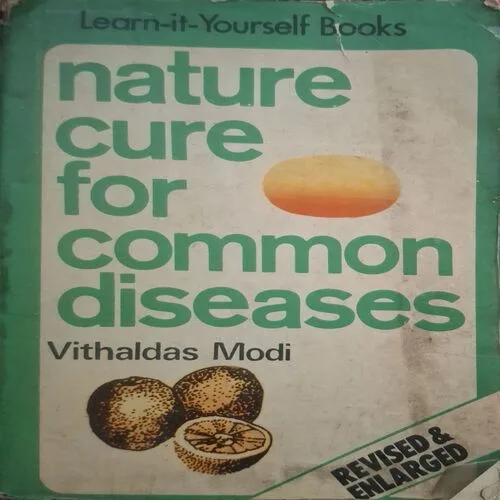 Learn-it-Yourself Books
nature
cure
for
common
diseases
Vithaldas Modi
REVISED &
ENLARGED